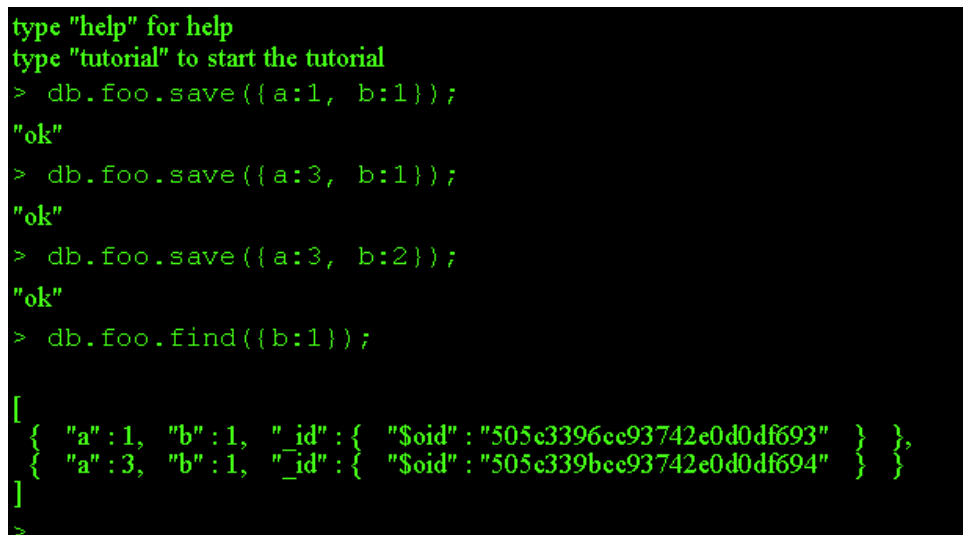 type "help" for help
type "tutorial" to start the tutorial
> db.foo.save({a:1, b:1});
"ok"
> db.foo.save({a:3, b:1});
"ok"
> db.foo.save({a:3, b:2});
"ok"
> db.foo.find({b:1});
[
{ "a" : 1, "b" : 1, "_id" : { "$oid" : "505c3396cc93742e0d0df693" } },
{ "a" : 3, "b" : 1, "_id" : { "$oid" : "505c339bcc93742e0d0df694" } }
]
>